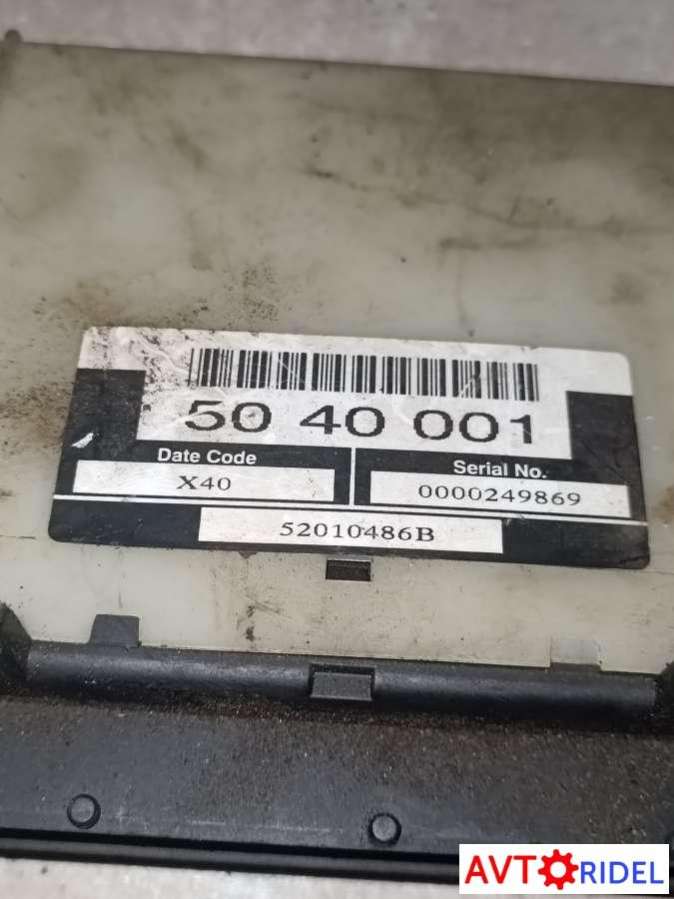 50 40 001
Date Code
Serial No.
X40
0000249869
52010486B
AVTORIDEL